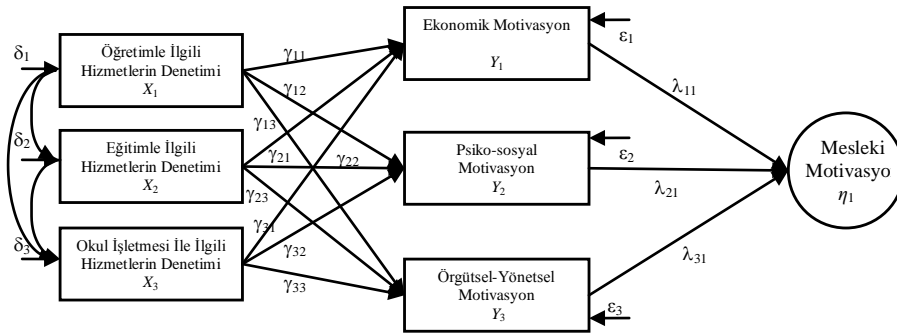 δ1
Öğretimle İlgili
Hizmetlerin Denetimi
X1
δ2
Eğitimle İlgili
Hizmetlerin Denetimi
X2
δ3
Okul İşletmesi İle İlgili
Hizmetlerin Denetimi
X3
γ11
γ12
γ13
γ21
γ22
γ23
γ31
γ32
γ33
Ekonomik Motivasyon
Y1
ε1
Psiko-sosyal
Motivasyon
Y2
ε2
Örgütsel-Yönetsel
Motivasyon
Y3
ε3
λ11
λ21
λ31
Mesleki
Motivasyo
η1